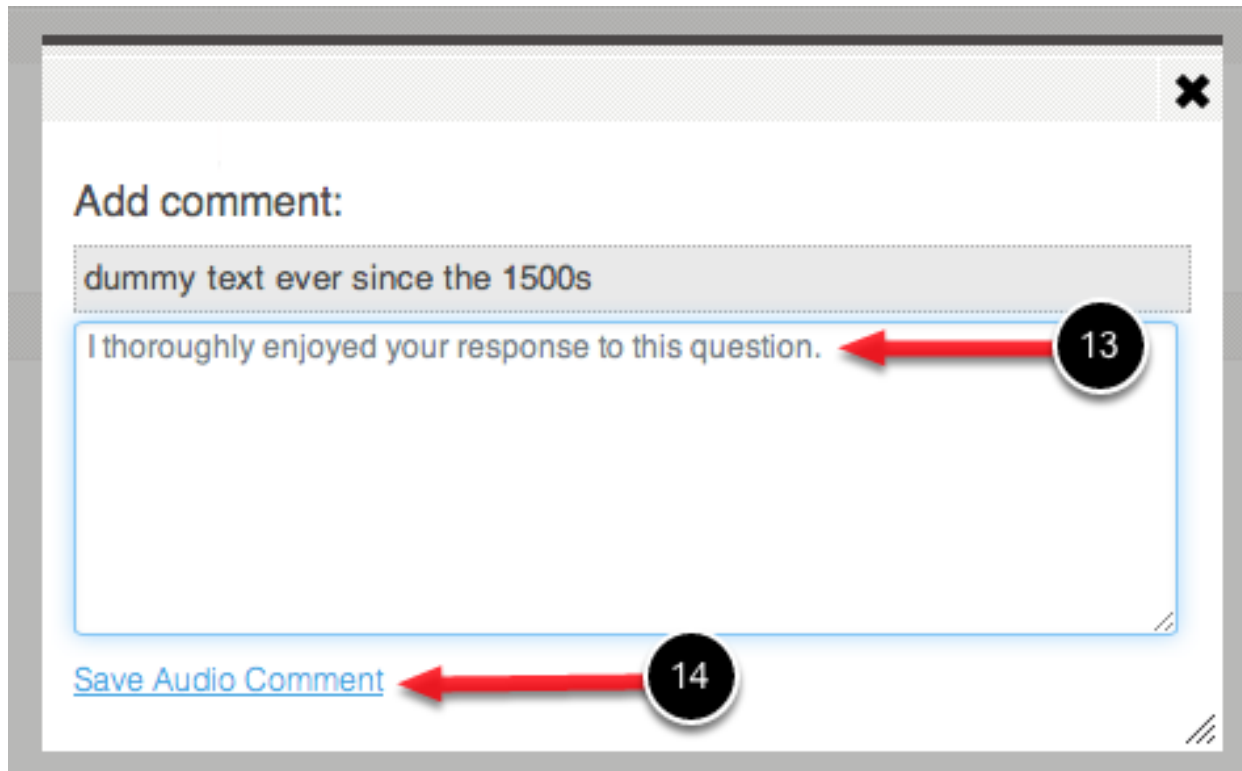 Add comment:
dummy text ever since the 1500s
I thoroughly enjoyed your response to this question.
13
Save Audio Comment
14